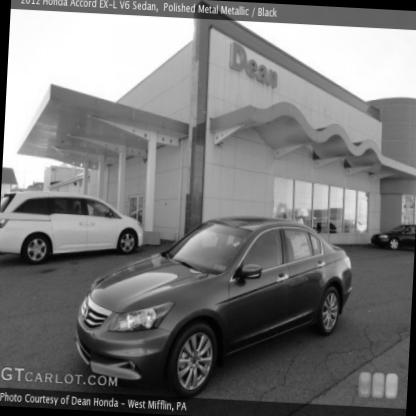 2012 Honda Accord EX-L V6 Sedan,  Polished Metal Metallic / Black
Dean
GTCARLOT.COM
Photo Courtesy of Dean Honda - West Mifflin, PA